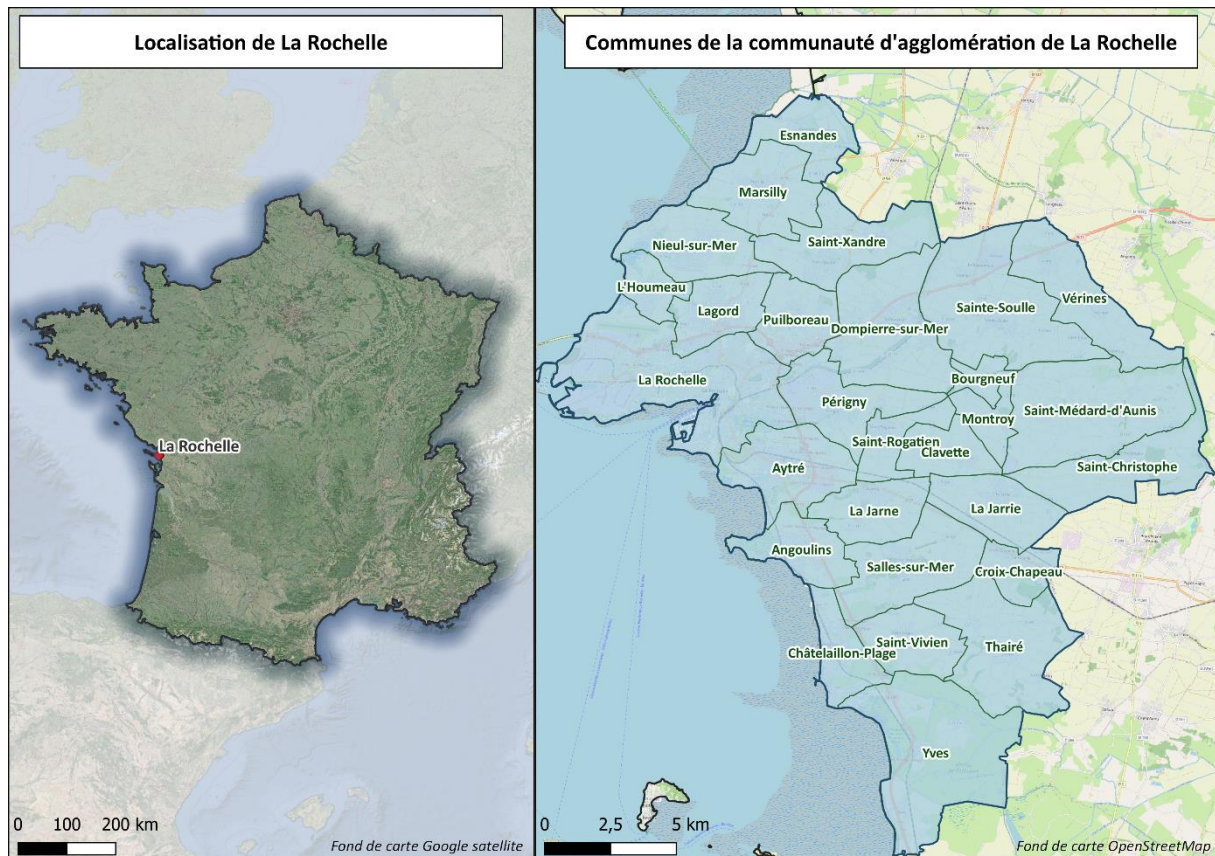 Localisation de La Rochelle
La Rochelle
0 100 200 km
Fond de carte Google satellite
Communes de la communauté d'agglomération de La Rochelle
Esnandes
Marsilly
Nieul-sur-Mer
Saint-Xandre
L'Houmeau
Lagord
Puilboreau
Dompierre-sur-Mer
Sainte-Soulle
Vérines
La Rochelle
Périgny
Bourgneuf
Montroy
Saint-Médard-d'Aunis
Saint-Rogatien
Clavette
Aytré
Saint-Christophe
La Jarne
La Jarrie
Angoulins
Salles-sur-Mer
Croix-Chapeau
Châtelaillon-Plage
Saint-Vivien
Thairé
Yves
0 2,5 5 km
Fond de carte OpenStreetMap